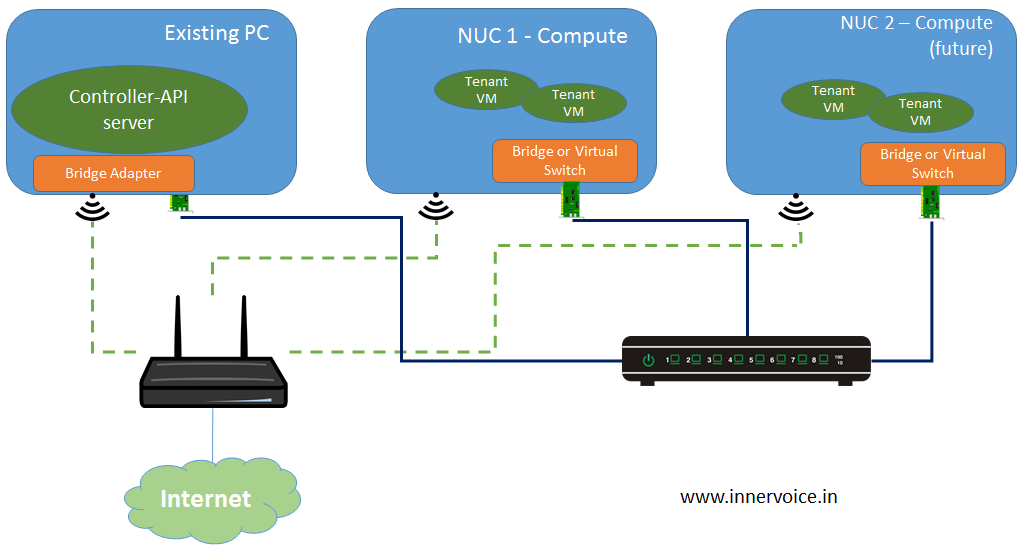 Existing PC
Controller-API
server
Bridge Adapter
NUC 1 - Compute
Tenant
VM
Tenant
VM
Bridge or Virtual
Switch
NUC 2 – Compute
(future)
Tenant
VM
Tenant
VM
Bridge or Virtual
Switch
1 2 3 4 5 6 7 8 100
10
Internet
www.innervoice.in